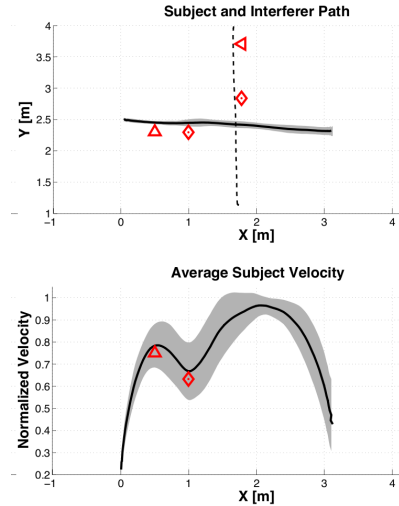 Subject and Interferer Path
4
3.5
3
2.5
2
1.5
1
Y [m]
−1 0 1 2 3 4
X [m]
Average Subject Velocity
1
0.9
0.8
0.7
0.6
0.5
0.4
0.3
0.2
Normalized Velocity
−1 0 1 2 3 4
X [m]